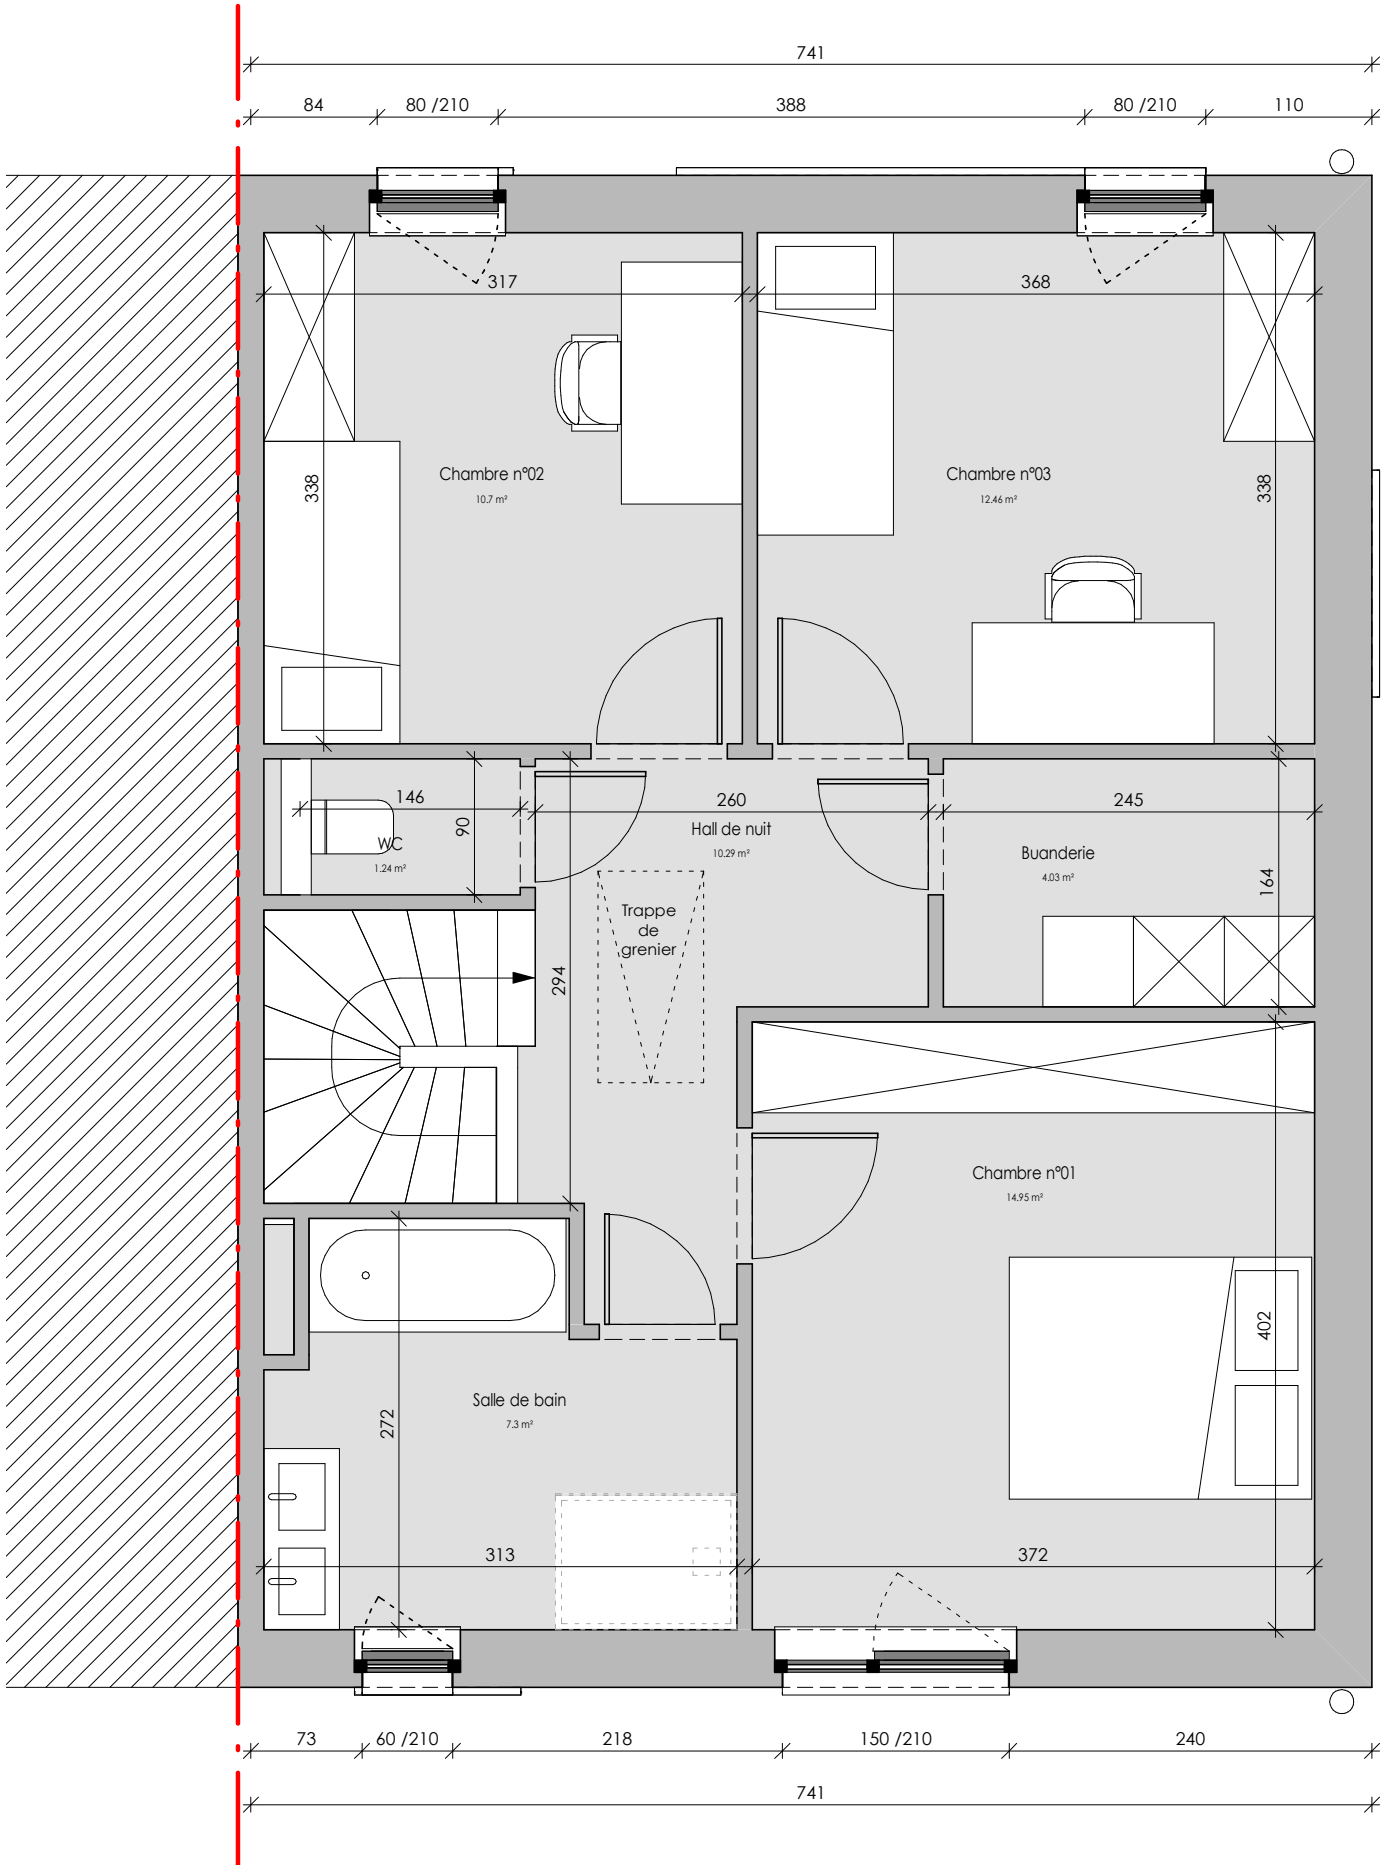 741
84
80 /210
388
80 /210
110
317
368
Chambre n°02
10.7 m²
338
Chambre n°03
12.46 m²
338
146
90
WC
1.24 m²
260
Hall de nuit
10.29 m²
245
Buanderie
4.03 m²
164
Trappe
de
grenier
294
Chambre n°01
14.95 m²
402
Salle de bain
7.3 m²
272
313
372
73
60 /210
218
150 /210
240
741